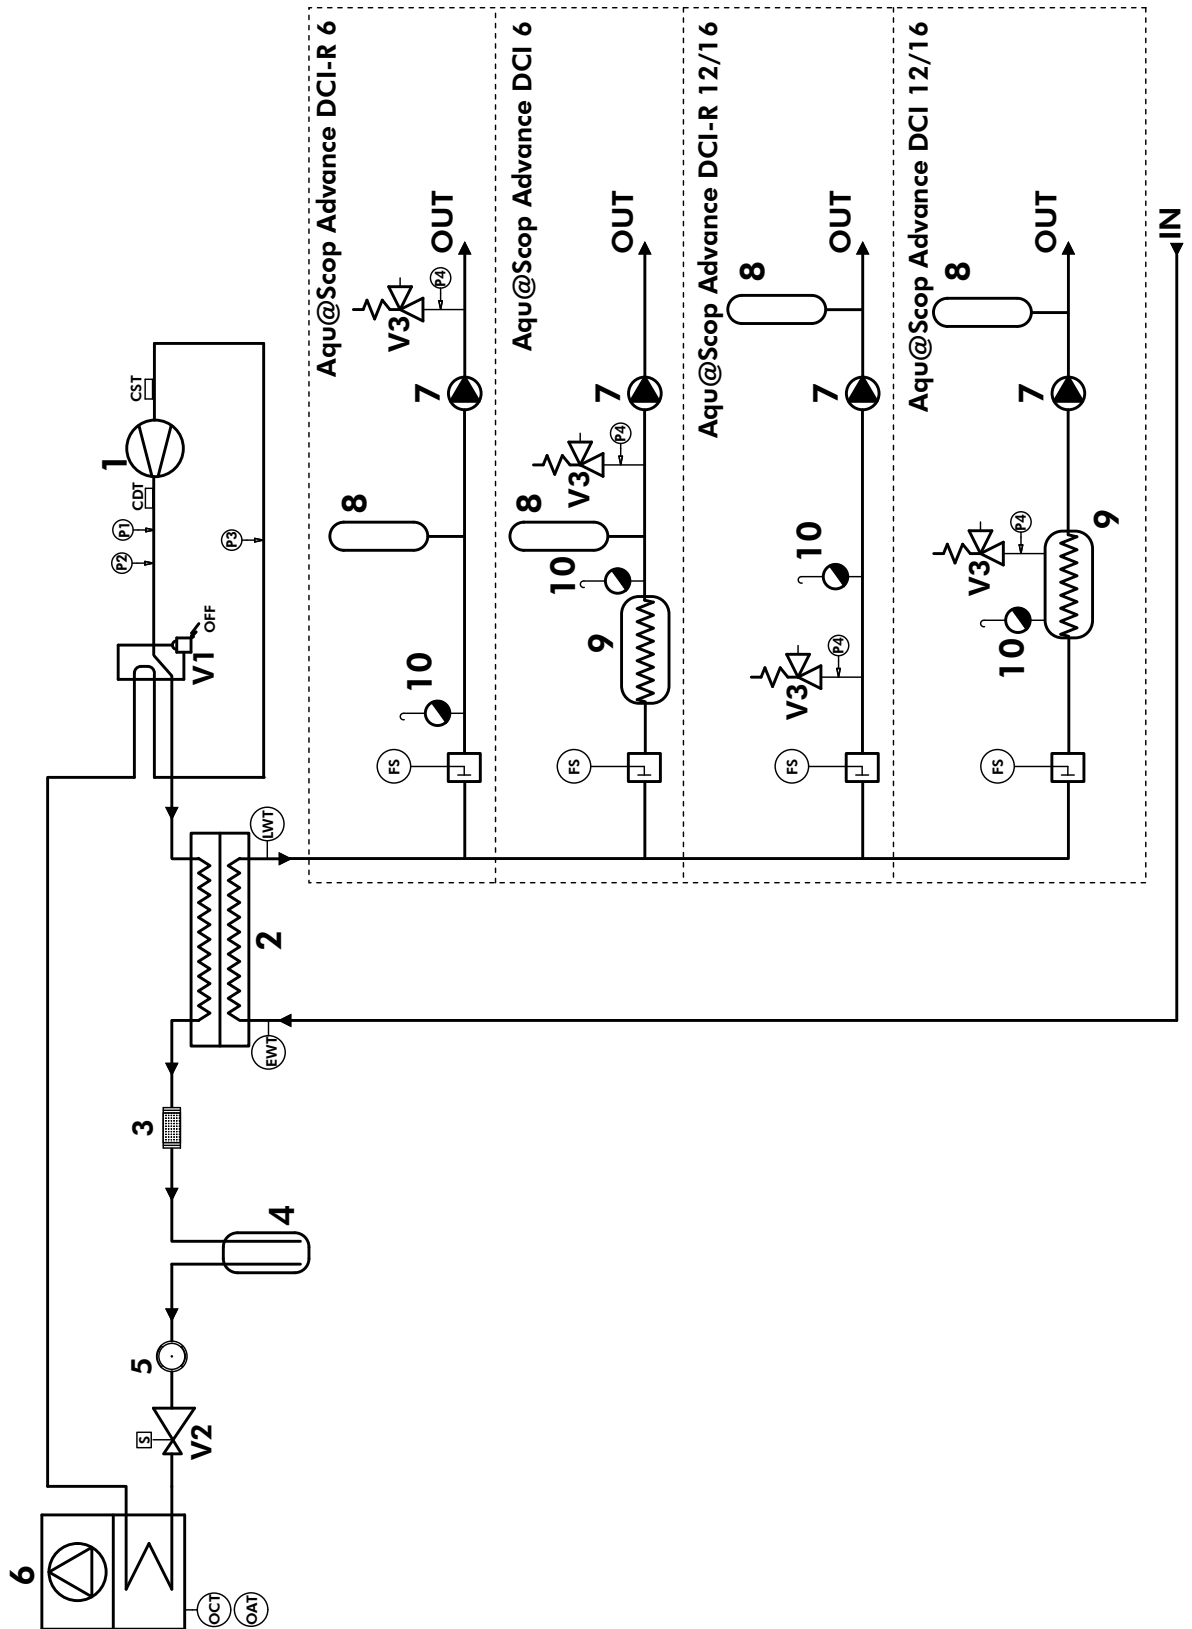 6
1
P2
P1
CDT
CST
S
5
3
V2
V1
OFF
OCT
P3
OAT
EWT
2
LWT
4
Aqu@Scop Advance DCI-R 6
8
FS
10
V3
P4
7
OUT
Aqu@Scop Advance DCI 6
8
10
FS
9
V3
P4
7
OUT
Aqu@Scop Advance DCI-R 12/16
8
FS
V3
P4
10
7
OUT
Aqu@Scop Advance DCI 12/16
8
FS
10
V3
P4
9
7
OUT
IN